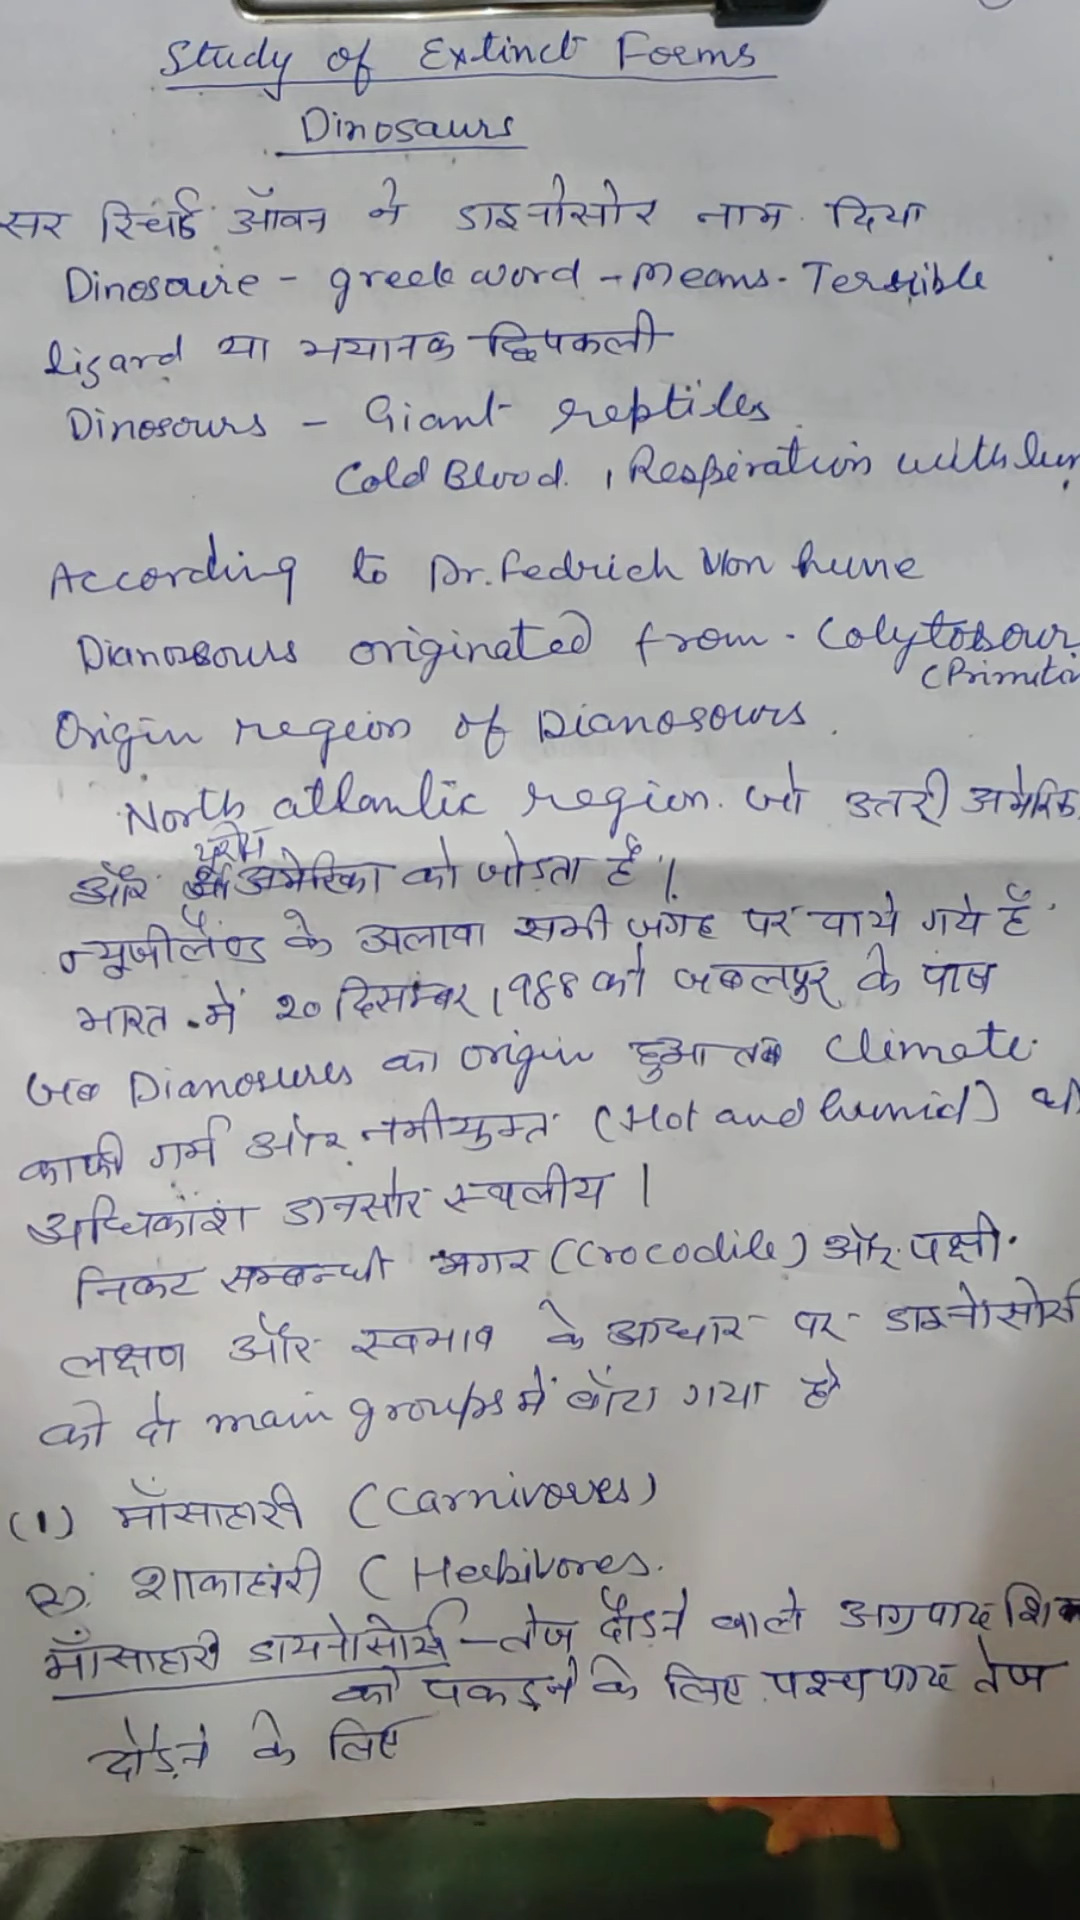 Study of Extinct Forms
Dinosaurs
सर रिचर्ड ऑवन ने डाइनोसोर नाम दिया
Dinosaure - greek word - means - Terrible
lizard या भयानक छिपकली
Dinosours - Giant reptiles
Cold Blood, Respiration with lun
According to Dr. Fedrich Von hune
Dianosours originated from - Colytosour
(Primitiv
Origin region of Dianosours.
North atlantic region. जो उत्तरी अमेरिक
यूरोप
और अमेरिका को जोड़ता है।
न्यूजीलैण्ड के अलावा सभी जगह पर पाये गये हैं
भारत में 20 दिसम्बर, 1988 को जबलपुर के पास
जब Dianosures का origin हुआ तब Climate
काफी गर्म और नमीयुक्त (Hot and humid) थी
अधिकांश डानसोर स्थलीय।
निकट सम्बन्धी मगर (Crocodile) और पक्षी.
लक्षण और स्वभाव के आधार पर डाइनोसोर्स
को दो main groups में बाँटा गया है
(1) माँसाहारी (Carnivores)
(2) शाकाहारी (Herbivores.
माँसाहारी डायनोसोर्स - तेज दौड़ने वाले अग्रपाद शिक
को पकड़ने के लिए पश्चपाद तेज
दौड़ने के लिए